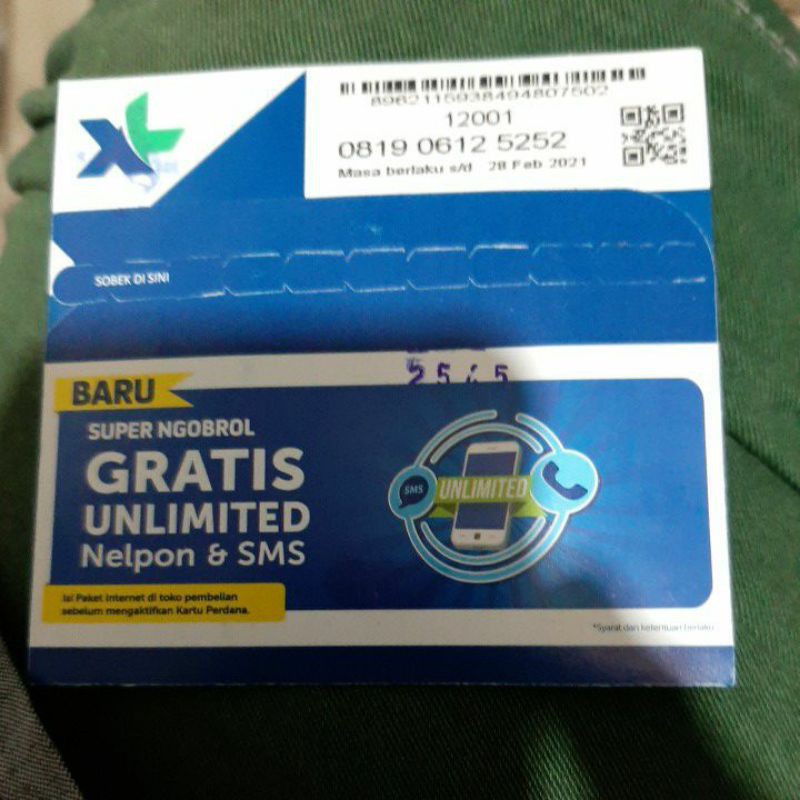 XL
8962115938494807502
12001
0819 0612 5252
Masa berlaku s/d 28 Feb 2021
SOBEK DI SINI
BARU
SUPER NGOBROL
GRATIS
UNLIMITED
Nelpon & SMS
SMS
UNLIMITED
Isi Paket Internet di toko pembelian
sebelum mengaktifkan Kartu Perdana.
*Syarat dan ketentuan berlaku